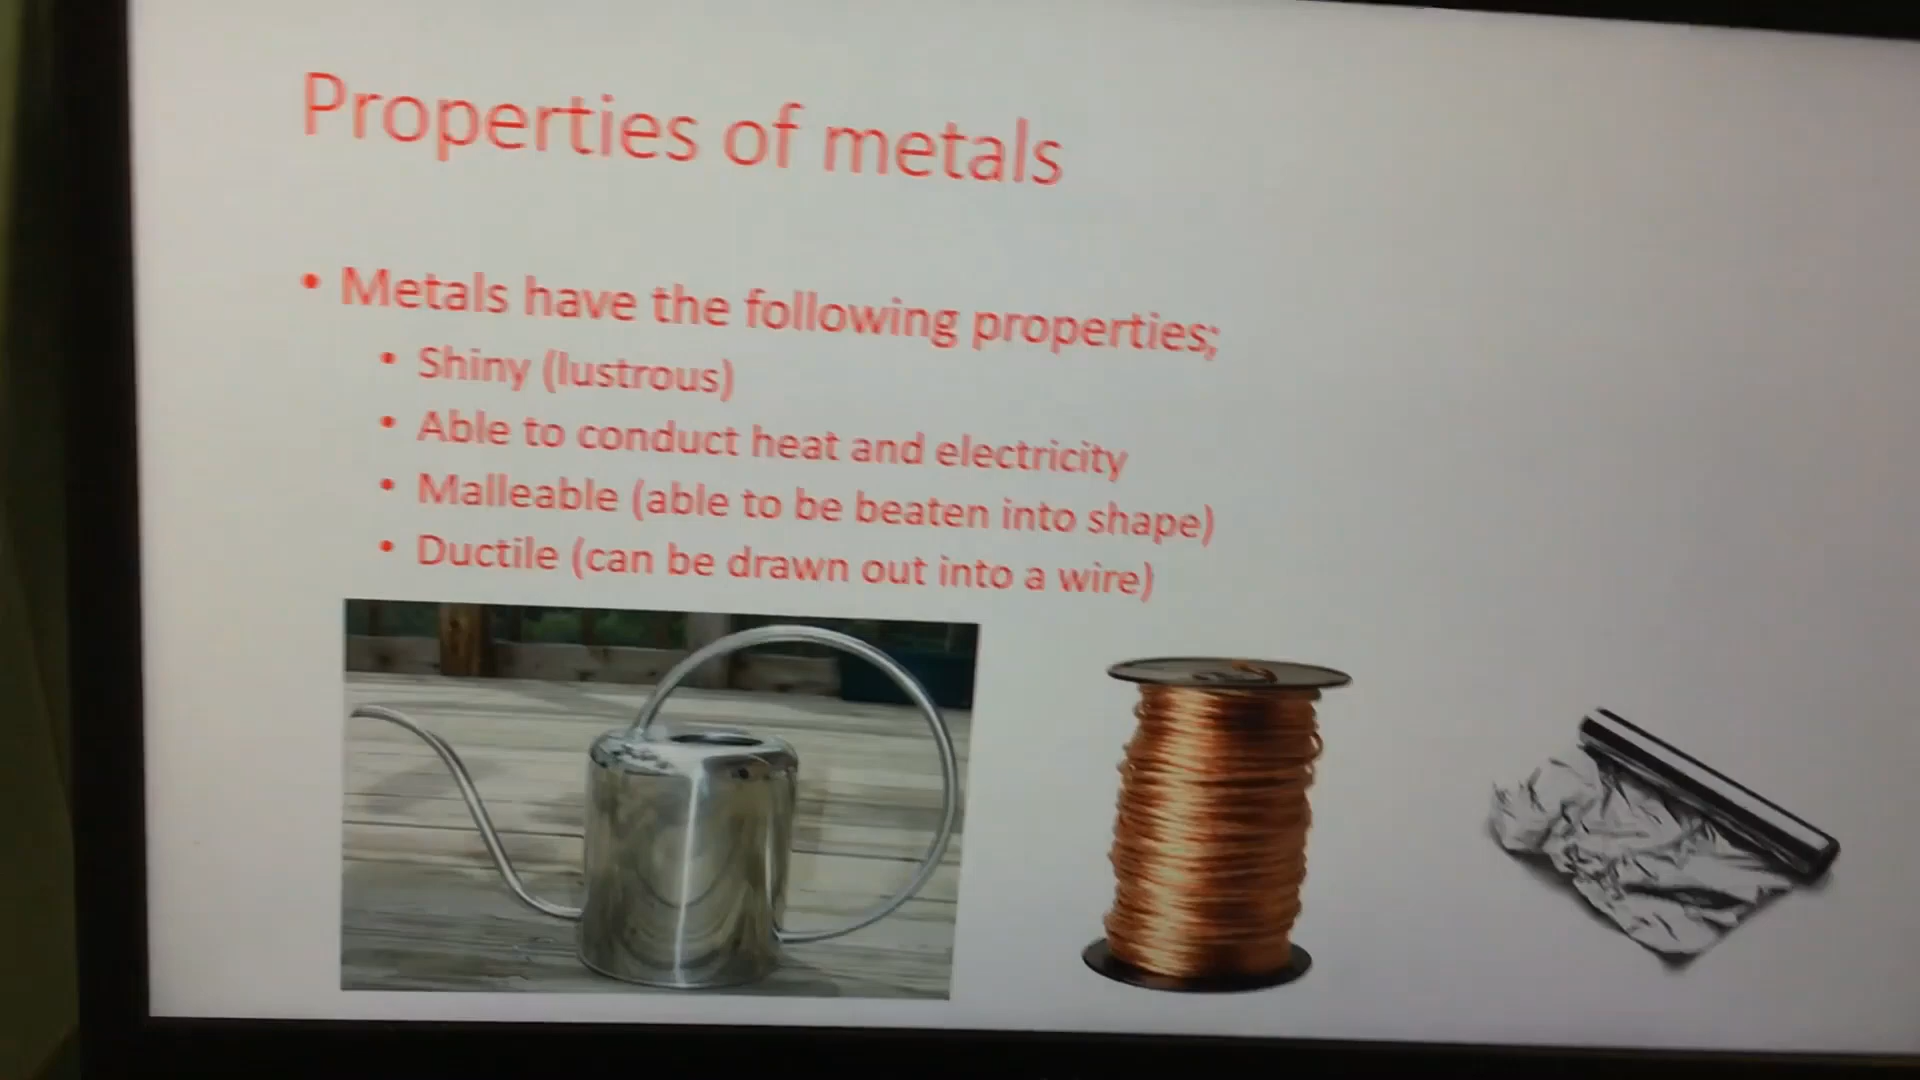 Properties of metals
• Metals have the following properties;
• Shiny (lustrous)
• Able to conduct heat and electricity
• Malleable (able to be beaten into shape)
• Ductile (can be drawn out into a wire)